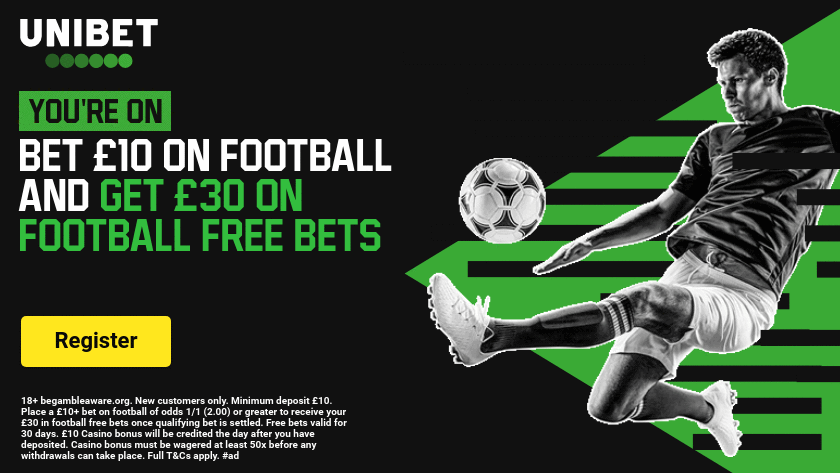 UNIBET
YOU'RE ON
BET £10 ON FOOTBALL
AND GET £30 ON
FOOTBALL FREE BETS
Register
18+ begambleaware.org. New customers only. Minimum deposit £10.
Place a £10+ bet on football of odds 1/1 (2.00) or greater to receive your
£30 in football free bets once qualifying bet is settled. Free bets valid for
30 days. £10 Casino bonus will be credited the day after you have
deposited. Casino bonus must be wagered at least 50x before any
withdrawals can take place. Full T&Cs apply. #ad